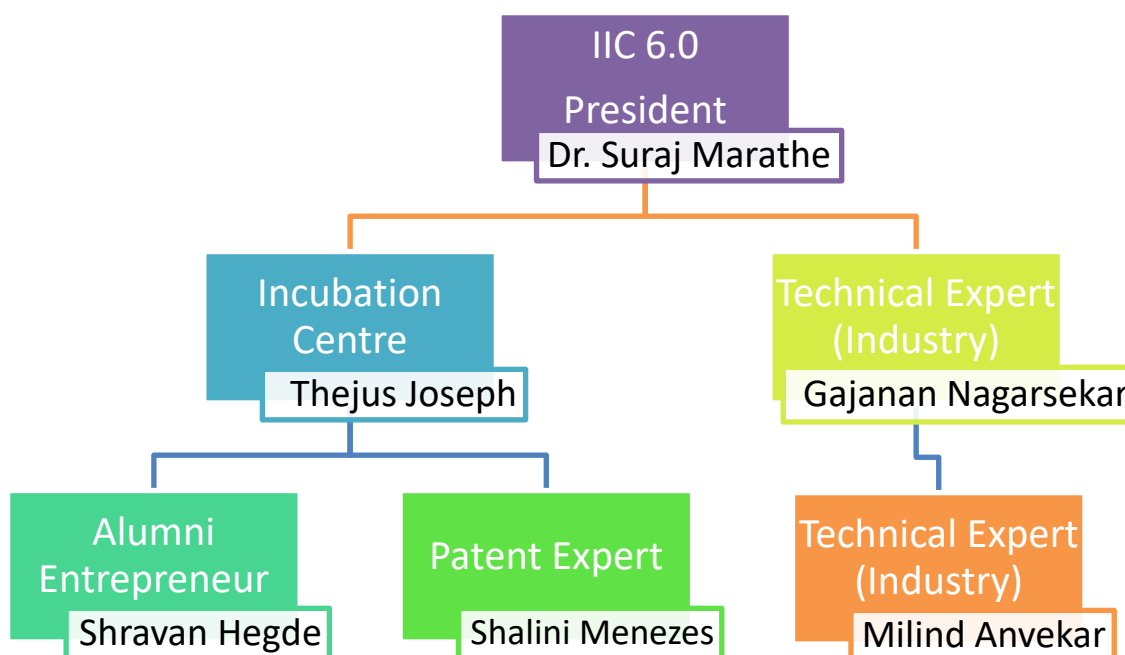 IIC 6.0
President
Dr. Suraj Marathe
Incubation
Centre
Thejus Joseph
Technical Expert
(Industry)
Gajanan Nagarsekar
Alumni
Entrepreneur
Shravan Hegde
Patent Expert
Shalini Menezes
Technical Expert
(Industry)
Milind Anvekar